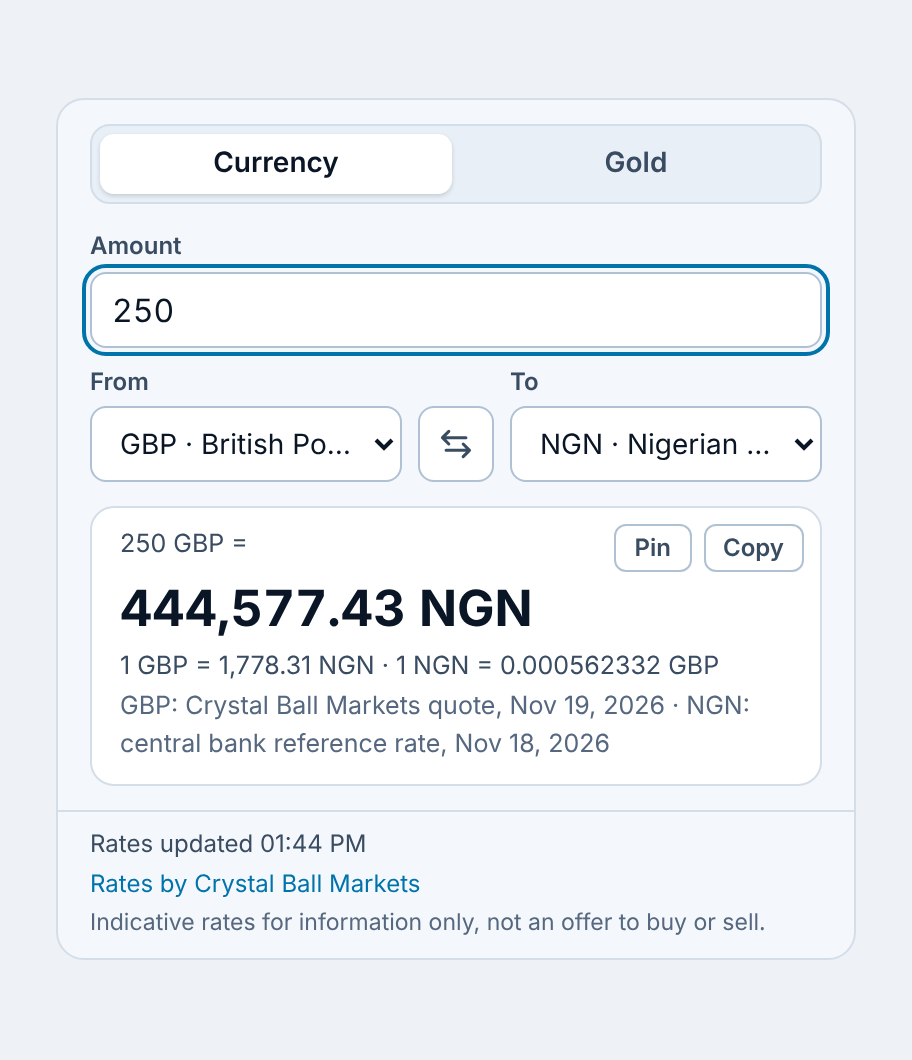 Currency
Gold
Amount
250
From
To
GBP · British Po...
NGN · Nigerian ...
250 GBP =
Pin
Copy
444,577.43 NGN
1 GBP = 1,778.31 NGN · 1 NGN = 0.000562332 GBP
GBP: Crystal Ball Markets quote, Nov 19, 2026 · NGN:
central bank reference rate, Nov 18, 2026
Rates updated 01:44 PM
Rates by Crystal Ball Markets
Indicative rates for information only, not an offer to buy or sell.